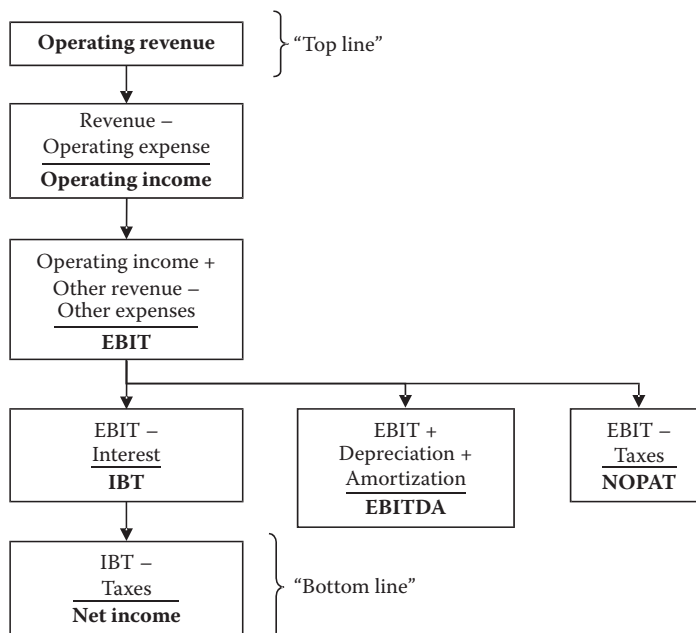 Operating revenue
“Top line”
Revenue –
Operating expense
Operating income
Operating income +
Other revenue –
Other expenses
EBIT
EBIT –
Interest
IBT
EBIT +
Depreciation +
Amortization
EBITDA
EBIT –
Taxes
NOPAT
IBT –
Taxes
Net income
“Bottom line”